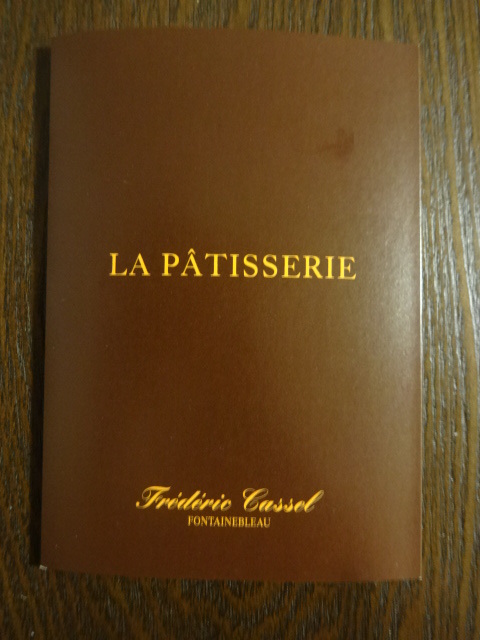 LA PÂTISSERIE
Frédéric Cassel
FONTAINEBLEAU